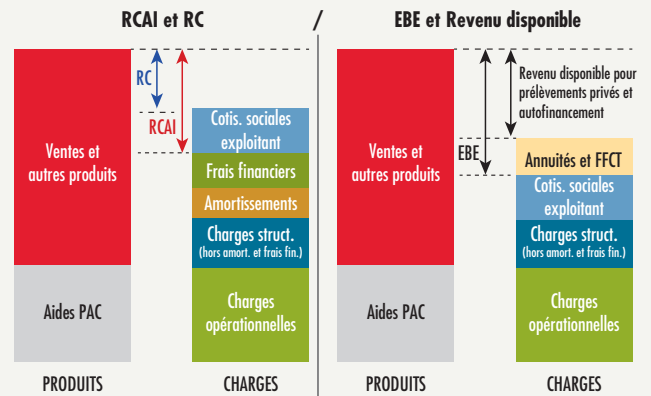 RCAI et RC
/
EBE et Revenu disponible
RC
RCAI
Ventes et
autres produits
Aides PAC
Cotis. sociales
exploitant
Frais financiers
Amortissements
Charges struct.
(hors amort. et frais fin.)
Charges
opérationnelles
PRODUITS
CHARGES
Ventes et
autres produits
Aides PAC
EBE
Revenu disponible pour
prélèvements privés et
autofinancement
Annuités et FFCT
Cotis. sociales
exploitant
Charges struct.
(hors amort. et frais fin.)
Charges
opérationnelles
PRODUITS
CHARGES